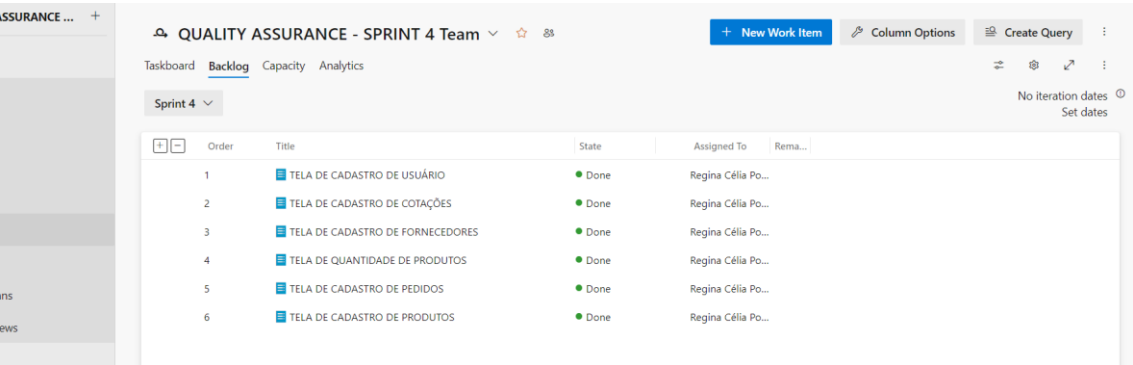 ASSURANCE ... +
QUALITY ASSURANCE - SPRINT 4 Team
+ New Work Item
Column Options
Create Query
Taskboard Backlog Capacity Analytics
Sprint 4
No iteration dates
Set dates
Order Title State Assigned To Rema...
1 TELA DE CADASTRO DE USUÁRIO Done Regina Célia Po...
2 TELA DE CADASTRO DE COTAÇÕES Done Regina Célia Po...
3 TELA DE CADASTRO DE FORNECEDORES Done Regina Célia Po...
4 TELA DE QUANTIDADE DE PRODUTOS Done Regina Célia Po...
5 TELA DE CADASTRO DE PEDIDOS Done Regina Célia Po...
6 TELA DE CADASTRO DE PRODUTOS Done Regina Célia Po...
ans
ews